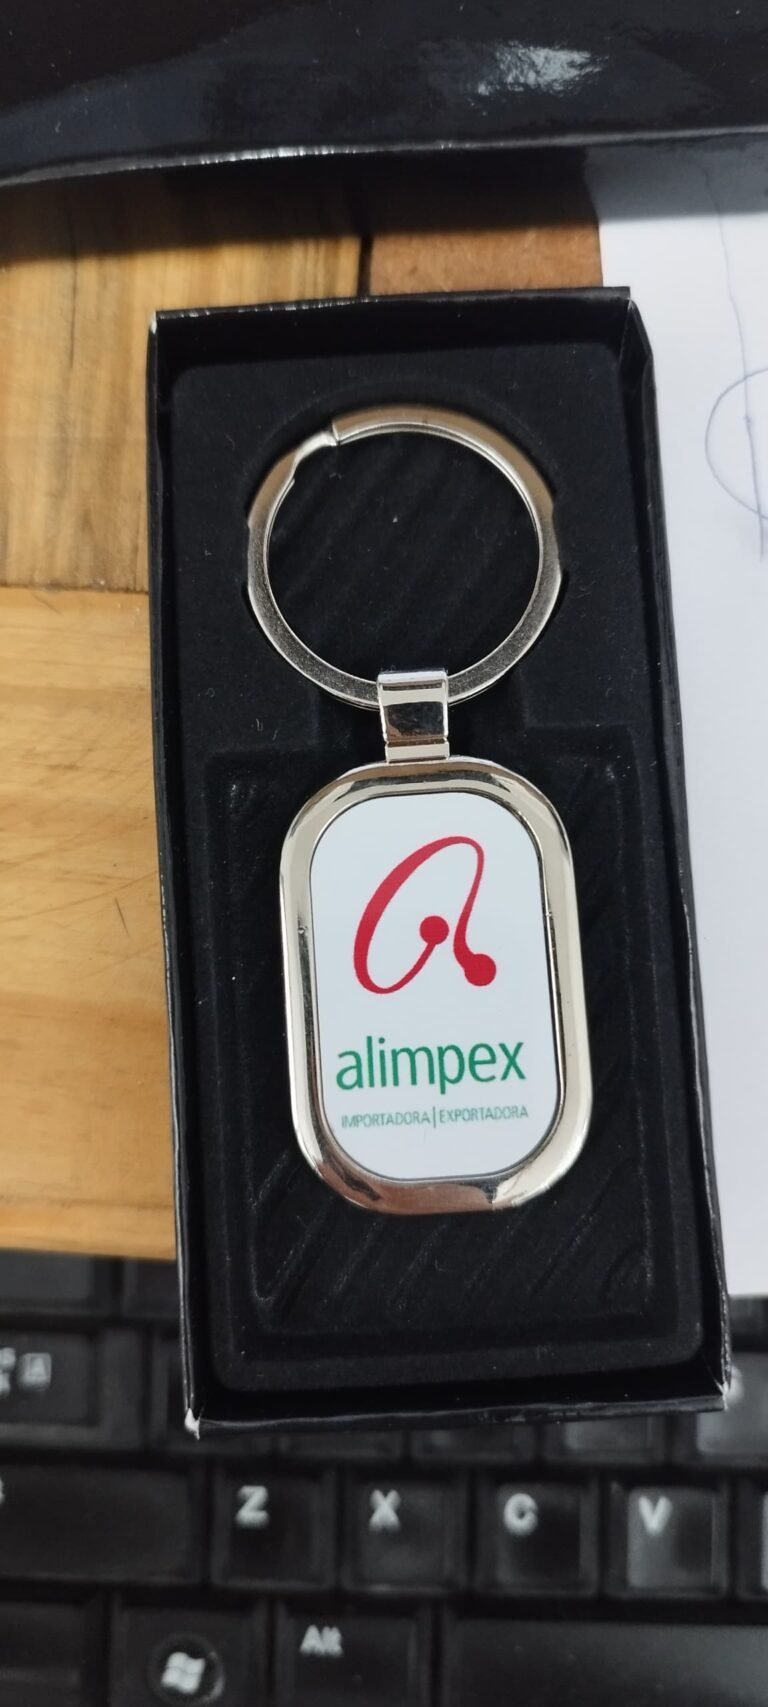 alimpex
IMPORTADORA|EXPORTADORA
Z X C V
Alt